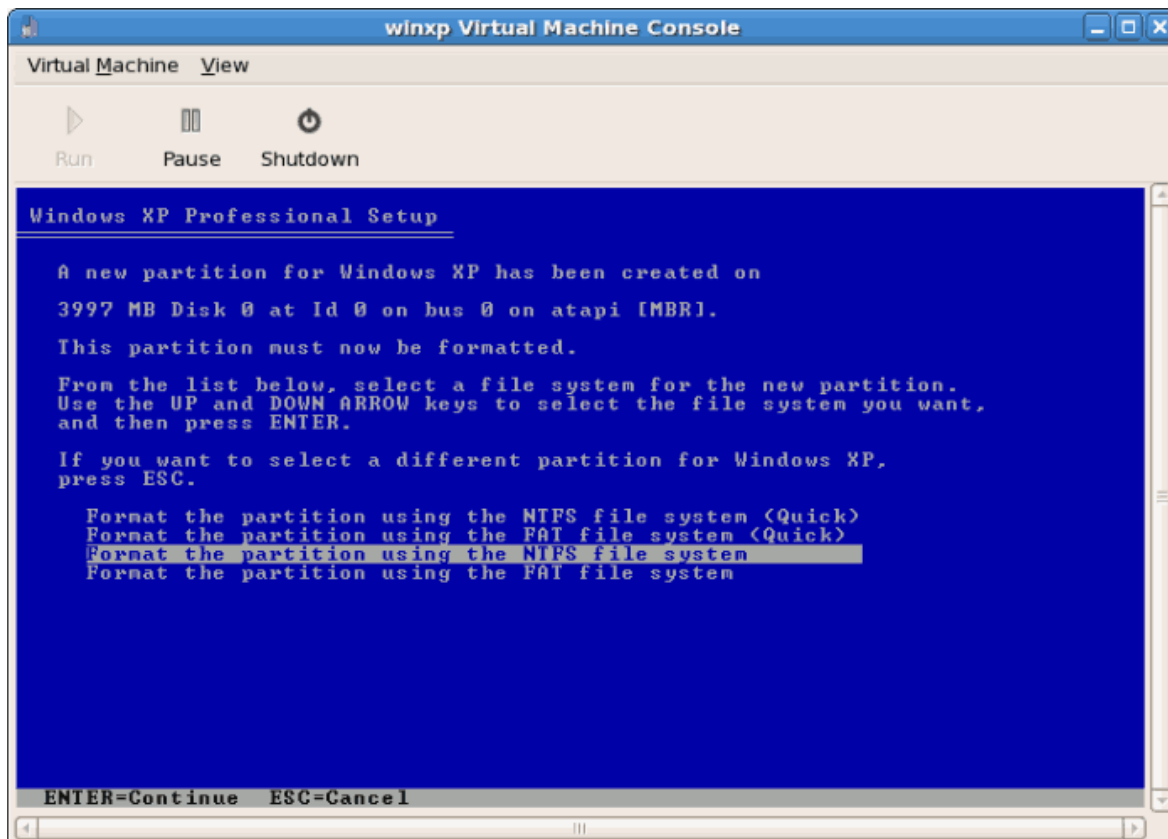 winxp Virtual Machine Console
Virtual Machine View
Run Pause Shutdown
Windows XP Professional Setup
A new partition for Windows XP has been created on
3997 MB Disk 0 at Id 0 on bus 0 on atapi [MBR].
This partition must now be formatted.
From the list below, select a file system for the new partition.
Use the UP and DOWN ARROW keys to select the file system you want,
and then press ENTER.
If you want to select a different partition for Windows XP,
press ESC.
Format the partition using the NTFS file system (Quick)
Format the partition using the FAT file system (Quick)
Format the partition using the NTFS file system
Format the partition using the FAT file system
ENTER=Continue ESC=Cancel